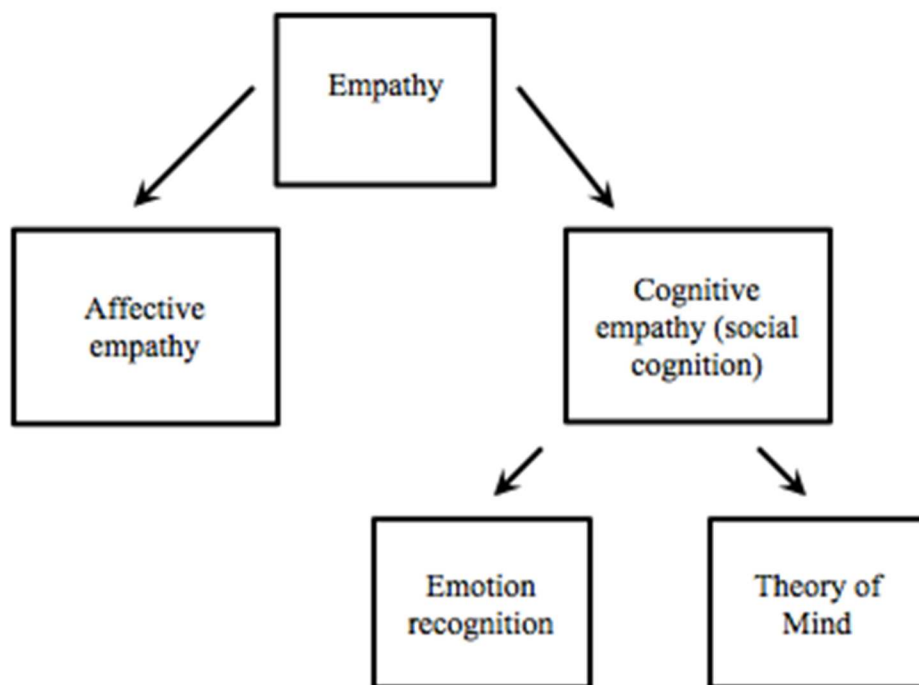 Empathy
Affective
empathy
Cognitive
empathy (social
cognition)
Emotion
recognition
Theory of
Mind